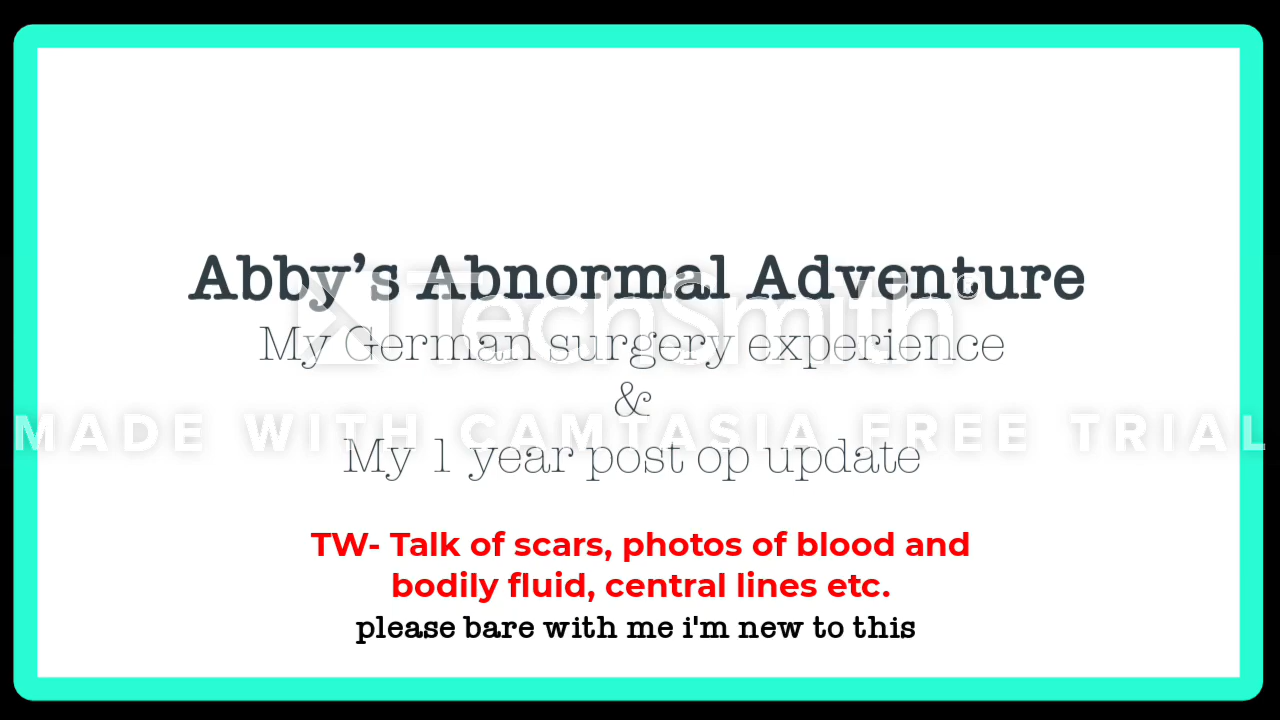 Abby's Abnormal Adventure
TechSmith
My German surgery experience
&
MADE WITH CAMTASIA FREE TRIAL
My 1 year post op update
TW- Talk of scars, photos of blood and
bodily fluid, central lines etc.
please bare with me i'm new to this